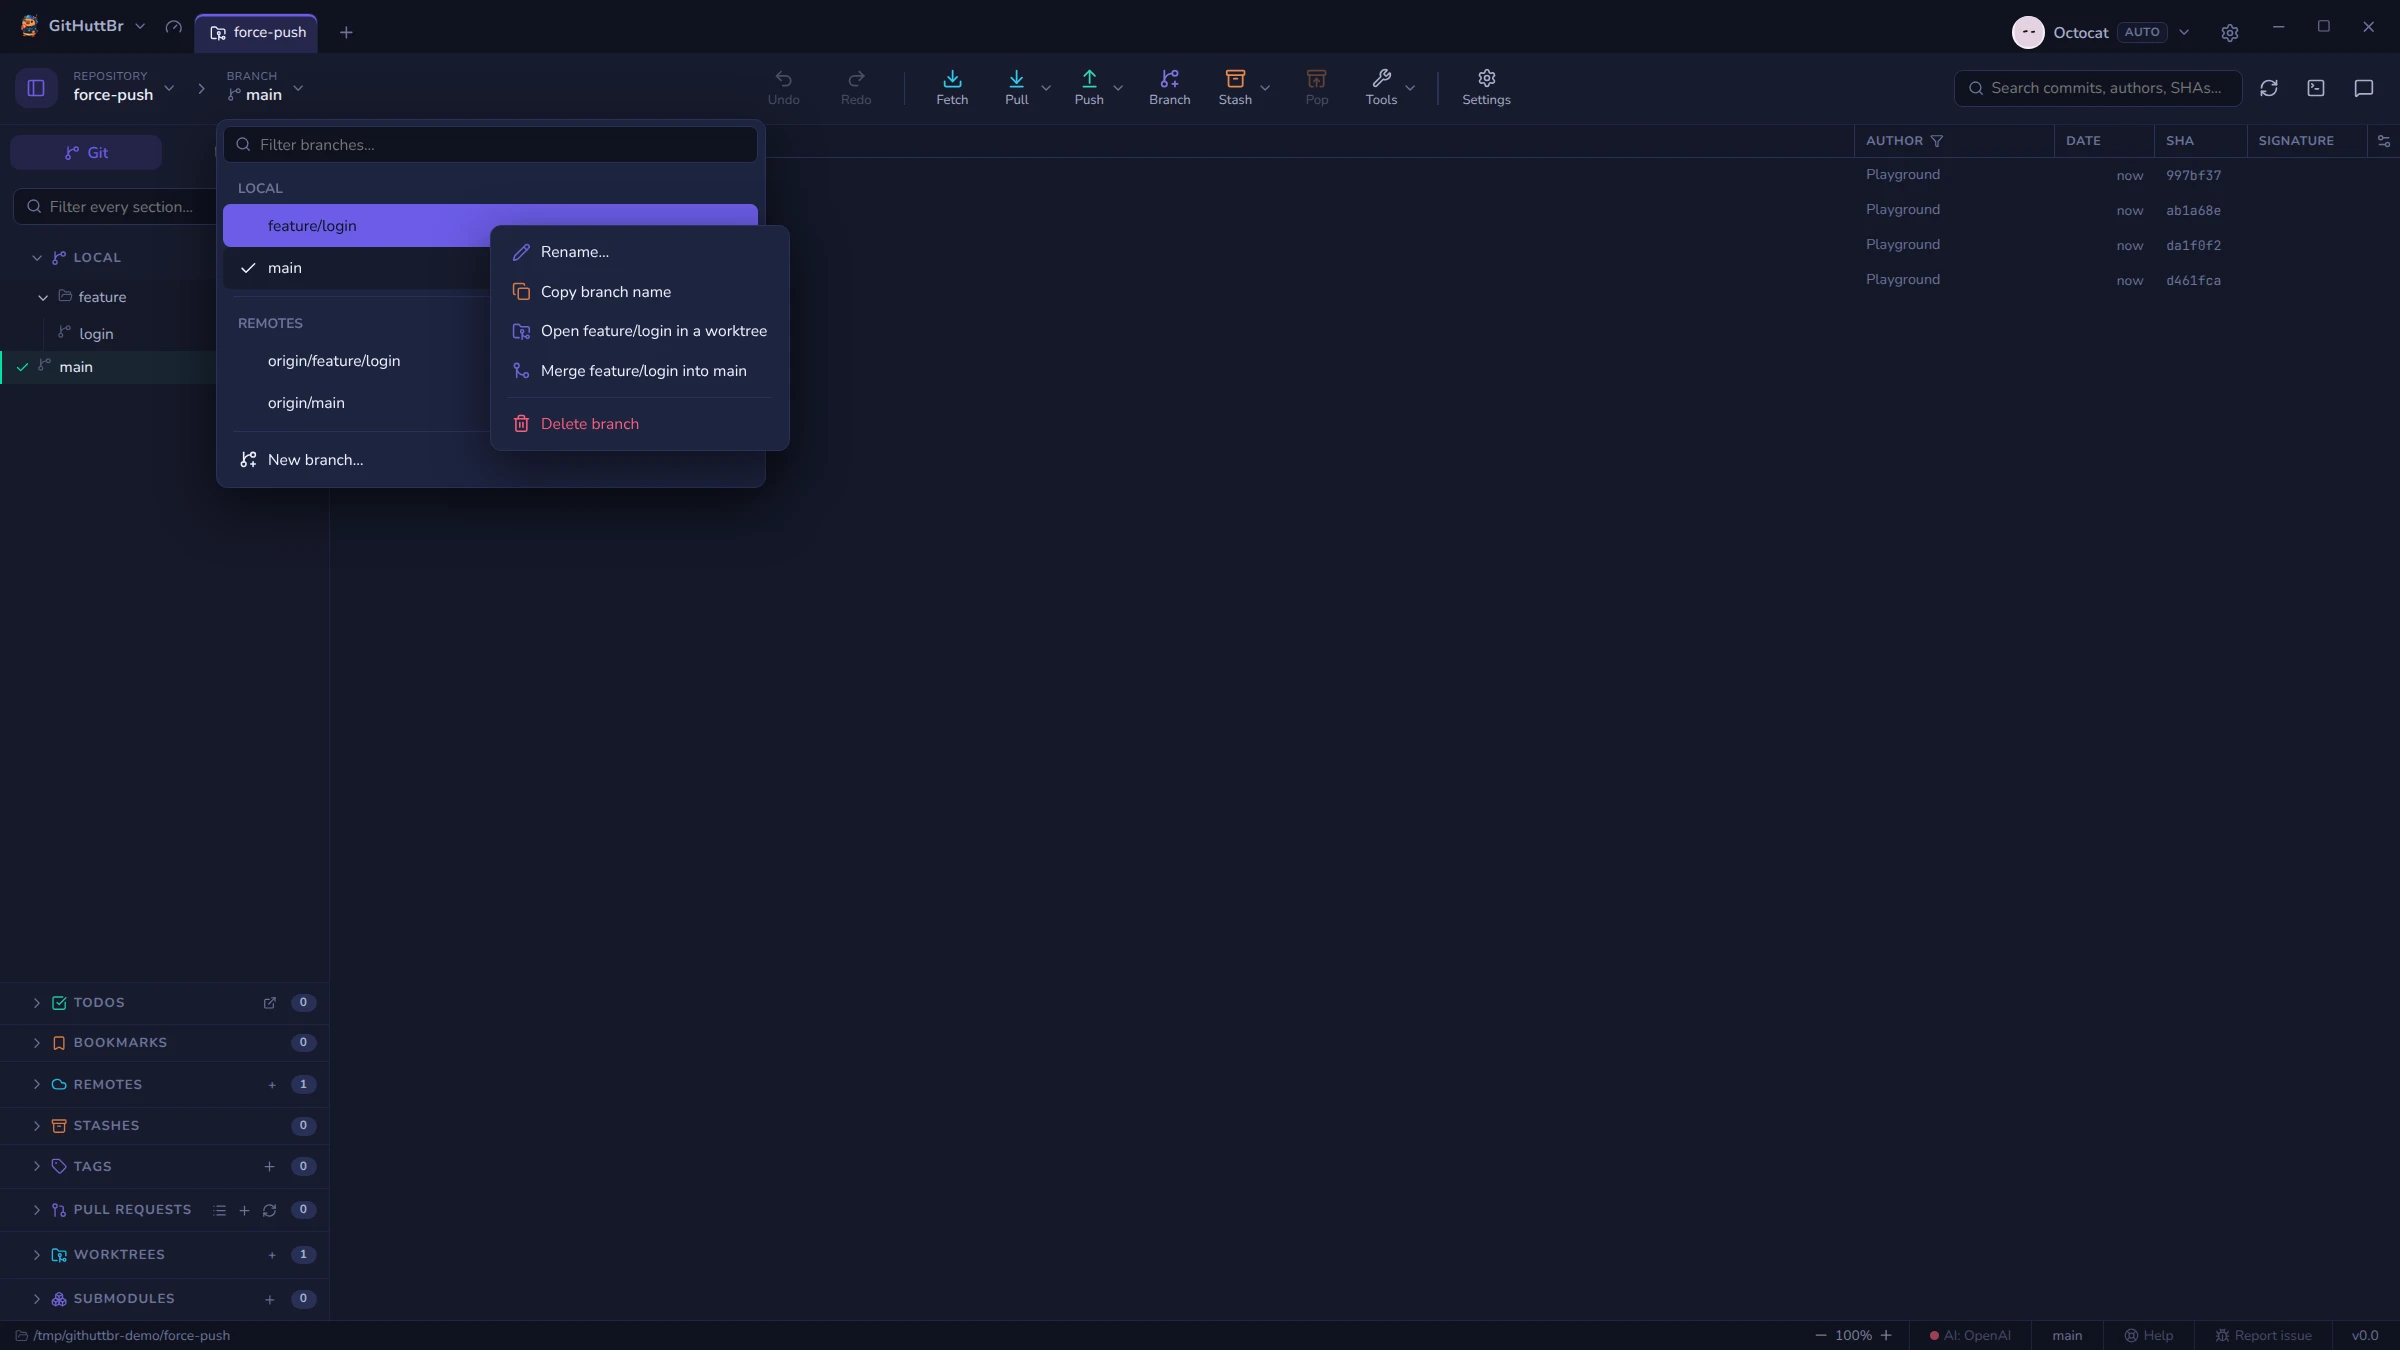 GitHuttBr
force-push
Octocat AUTO
REPOSITORY
force-push
BRANCH
main
Undo
Redo
Fetch
Pull
Push
Branch
Stash
Pop
Tools
Settings
Search commits, authors, SHAs...
Git
Filter every section...
LOCAL
feature
login
main
Filter branches...
LOCAL
feature/login
main
REMOTES
origin/feature/login
origin/main
New branch...
Rename...
Copy branch name
Open feature/login in a worktree
Merge feature/login into main
Delete branch
AUTHOR DATE SHA SIGNATURE
Playground now 997bf37
Playground now ab1a68e
Playground now da1f0f2
Playground now d461fca
TODOS 0
BOOKMARKS 0
REMOTES 1
STASHES 0
TAGS 0
PULL REQUESTS 0
WORKTREES 1
SUBMODULES 0
/tmp/githuttbr-demo/force-push
100%
AI: OpenAI
main
Help
Report issue
v0.0